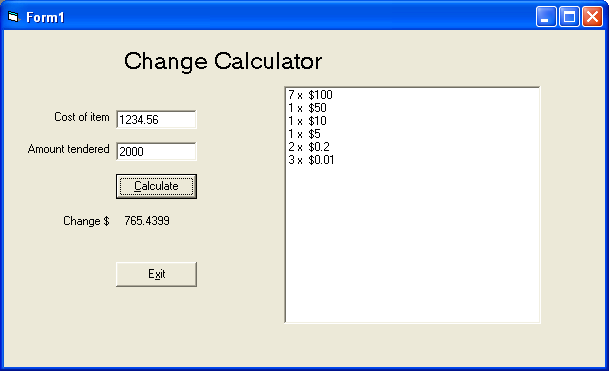 Form1
Change Calculator
Cost of item 1234.56
Amount tendered 2000
Calculate
Change $ 765.4399
Exit
7 x $100
1 x $50
1 x $10
1 x $5
2 x $0.2
3 x $0.01